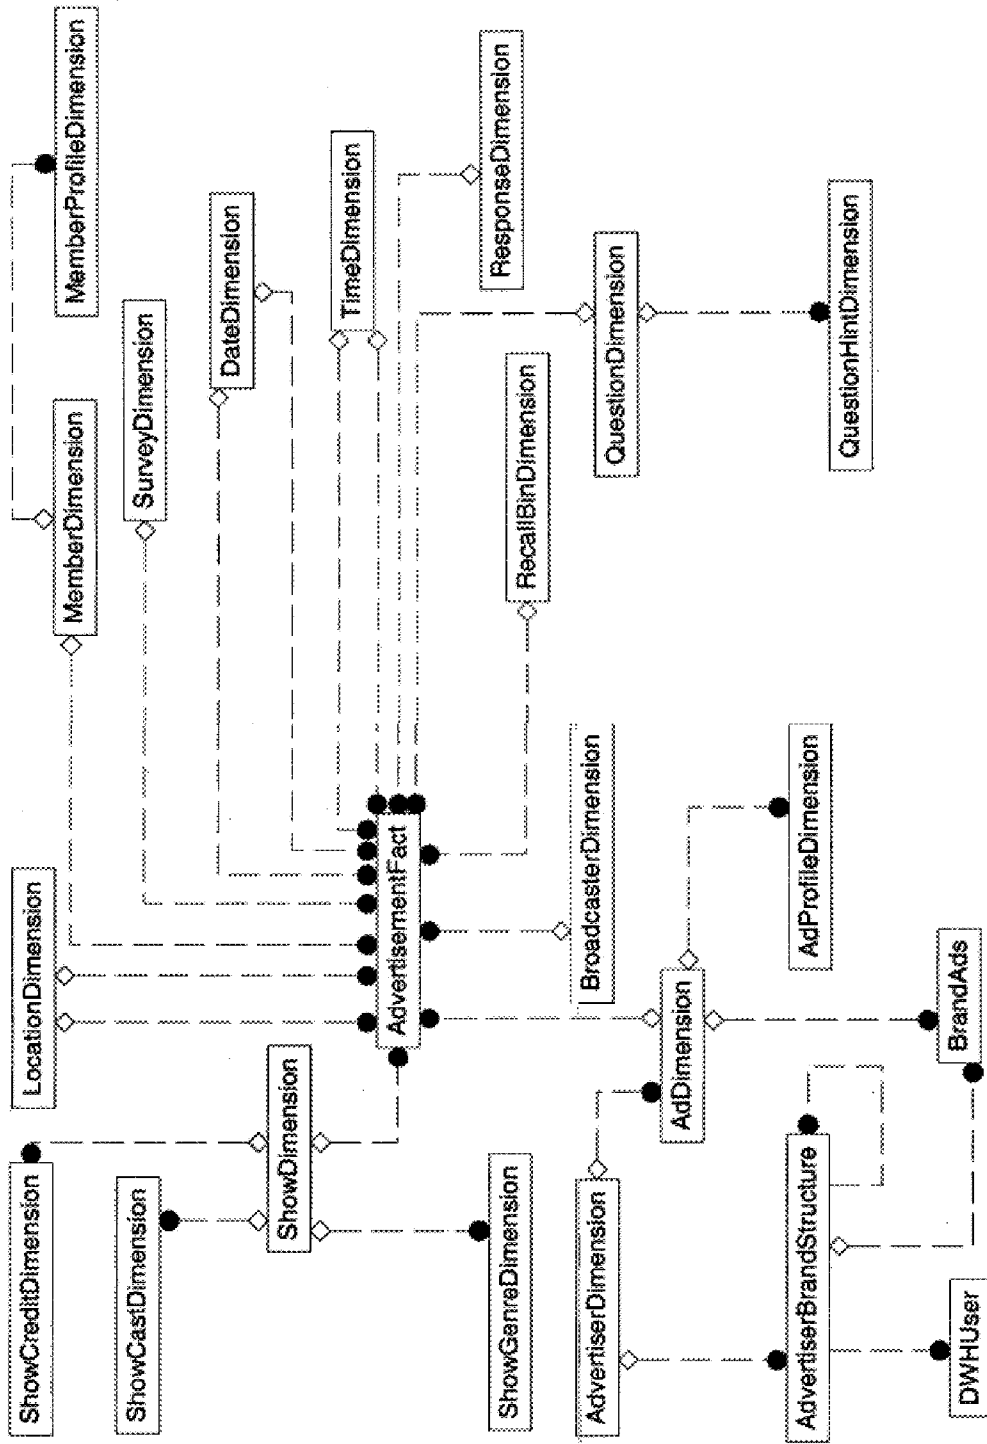 MemberProfileDimension
MemberDimension
SurveyDimension
DateDimension
TimeDimension
ResponseDimension
QuestionDimension
QuestionHintDimension
RecallBinDimension
LocationDimension
AdvertisementFact
BroadcasterDimension
AdProfileDimension
AdDimension
BrandAds
ShowCreditDimension
ShowCastDimension
ShowDimension
ShowGenreDimension
AdvertiserDimension
AdvertiserBrandStructure
DWHUser